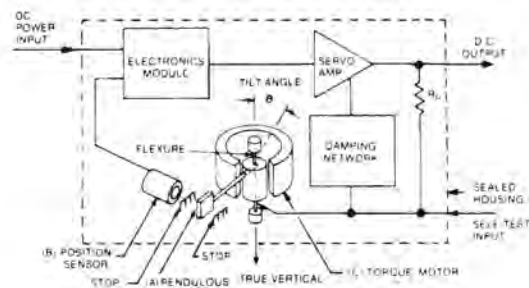 DC
POWER
INPUT
ELECTRONICS
MODULE
SERVO
AMP
D.C.
OUTPUT
TILT ANGLE
θ
RL
FLEXURE
DAMPING
NETWORK
SEALED
HOUSING
SELF-TEST
INPUT
(B) POSITION
SENSOR
STOP
STOP
(A) PENDULOUS
TRUE VERTICAL
(C) TORQUE MOTOR